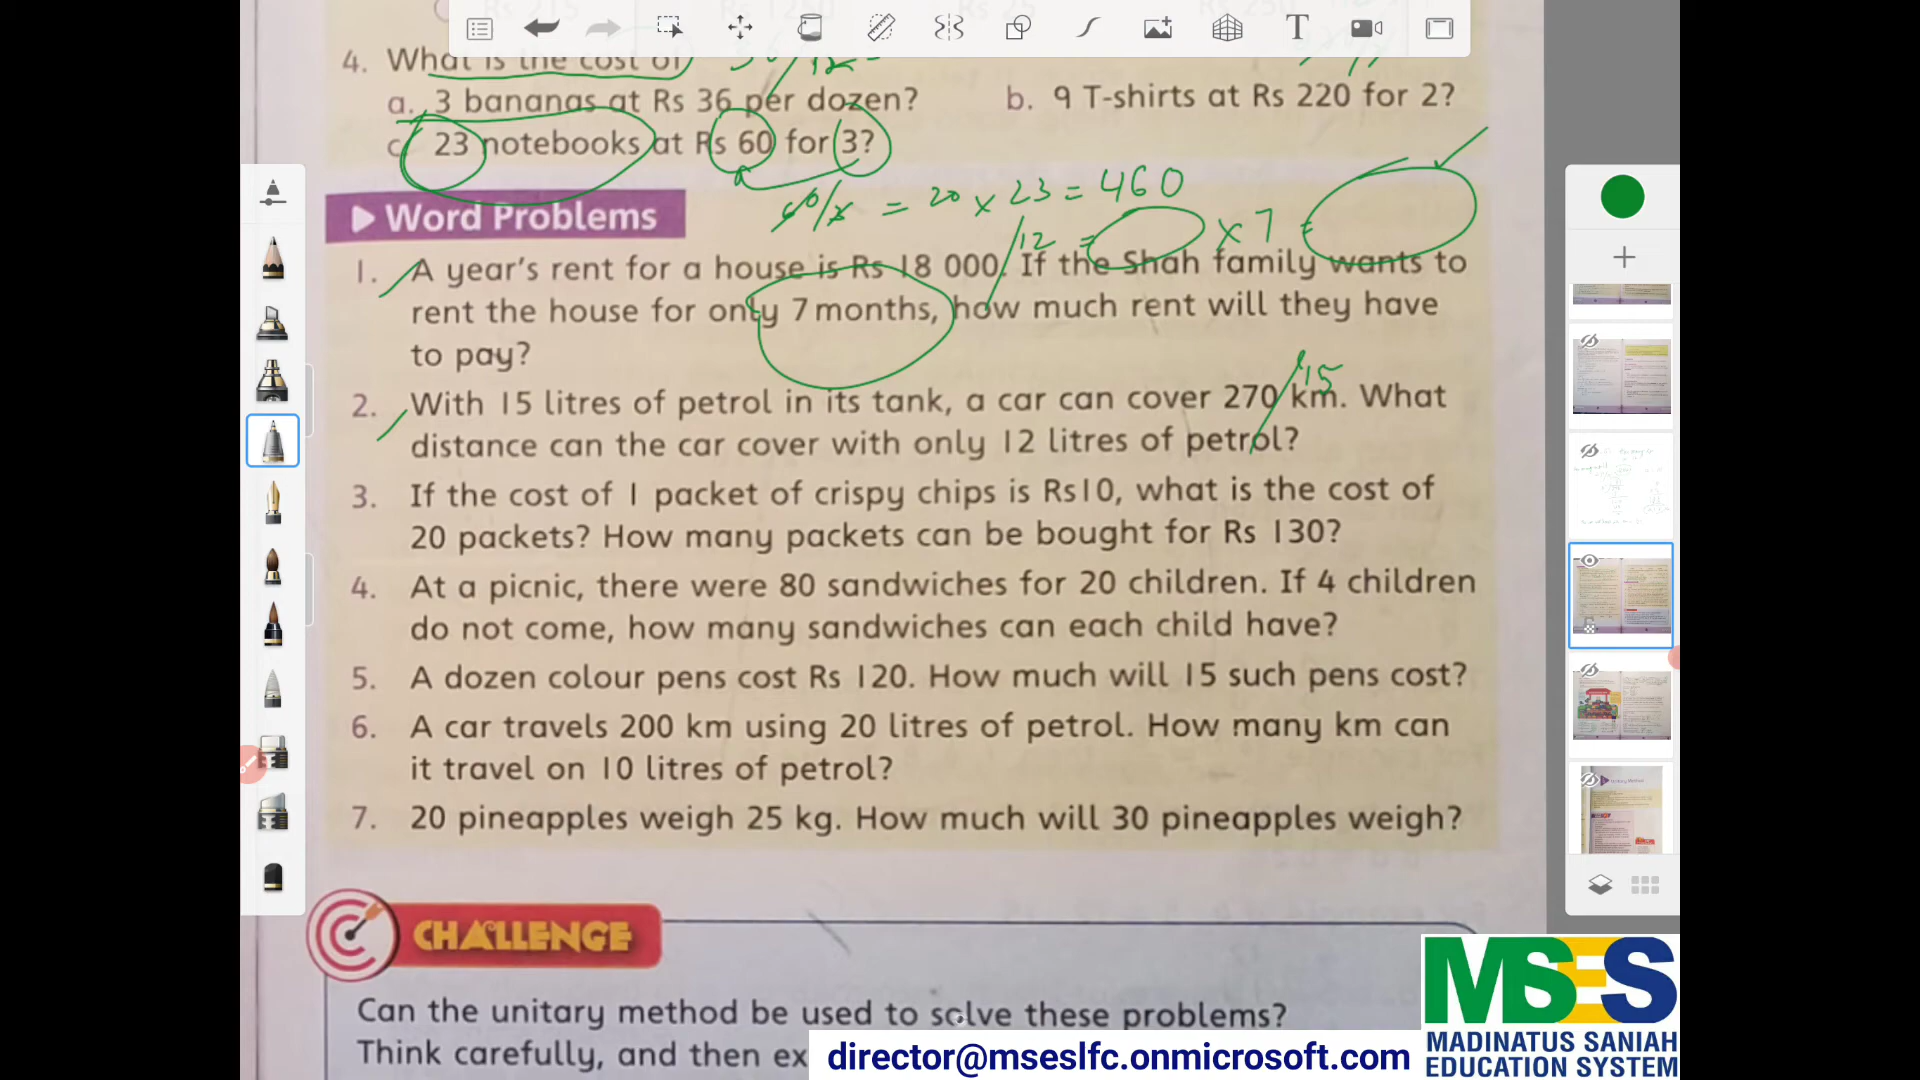 4. What is the cost of
a. 3 bananas at Rs 36 per dozen? b. 9 T-shirts at Rs 220 for 2?
c. 23 notebooks at Rs 60 for 3?
60/3 = 20 x 23 = 460
Word Problems
/12 = x 7 =
1. A year's rent for a house is Rs 18 000. If the Shah family wants to
rent the house for only 7 months, how much rent will they have
to pay?
/15
2. With 15 litres of petrol in its tank, a car can cover 270 km. What
distance can the car cover with only 12 litres of petrol?
3. If the cost of 1 packet of crispy chips is Rs10, what is the cost of
20 packets? How many packets can be bought for Rs 130?
4. At a picnic, there were 80 sandwiches for 20 children. If 4 children
do not come, how many sandwiches can each child have?
5. A dozen colour pens cost Rs 120. How much will 15 such pens cost?
6. A car travels 200 km using 20 litres of petrol. How many km can
it travel on 10 litres of petrol?
7. 20 pineapples weigh 25 kg. How much will 30 pineapples weigh?
CHALLENGE
Can the unitary method be used to solve these problems?
Think carefully, and then ex
director@mseslfc.onmicrosoft.com
MSES
MADINATUS SANIAH
EDUCATION SYSTEM